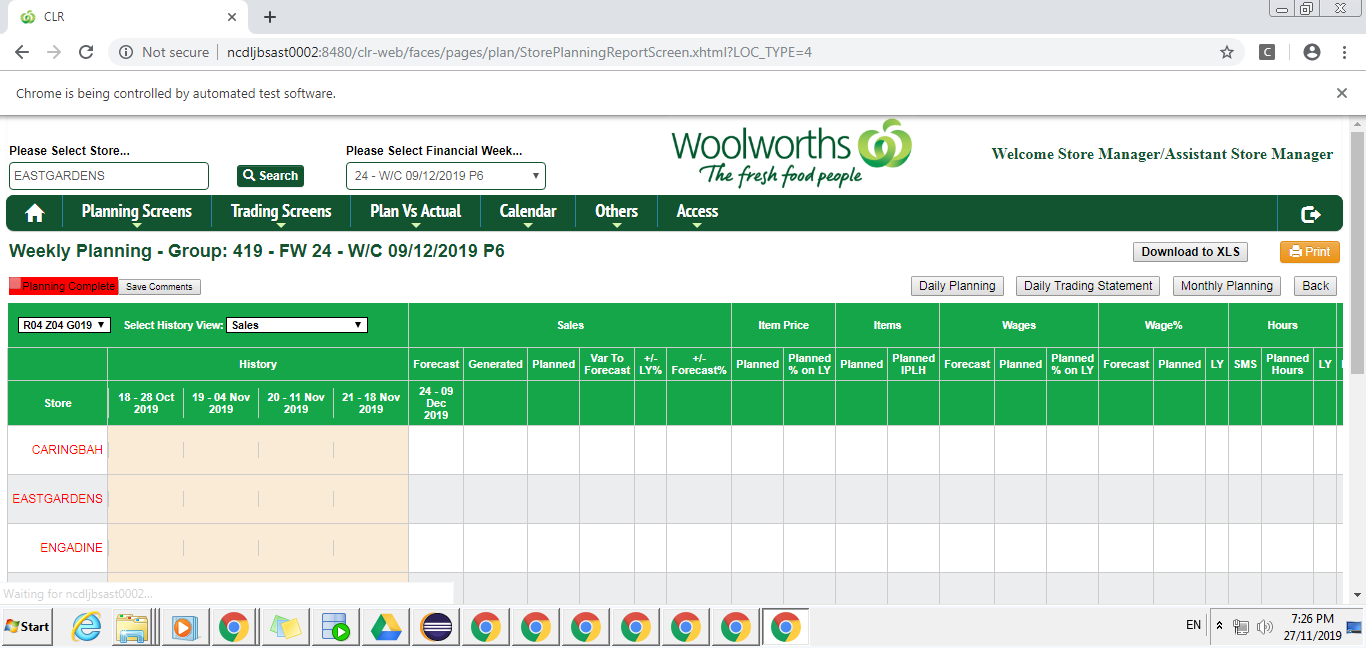 CLR
Not secure | ncdljbsast0002:8480/clr-web/faces/pages/plan/StorePlanningReportScreen.xhtml?LOC_TYPE=4
C
Chrome is being controlled by automated test software.
Please Select Store...
Please Select Financial Week...
Woolworths
The fresh food people
Welcome Store Manager/Assistant Store Manager
EASTGARDENS
Search
24 - W/C 09/12/2019 P6
Planning Screens
Trading Screens
Plan Vs Actual
Calendar
Others
Access
Weekly Planning - Group: 419 - FW 24 - W/C 09/12/2019 P6
Download to XLS
Print
Planning Complete
Save Comments
Daily Planning
Daily Trading Statement
Monthly Planning
Back
R04 Z04 G019
Select History View: Sales
Sales
Item Price
Items
Wages
Wage%
Hours
History
Forecast
Generated
Planned
Var To
Forecast
+/-
LY%
+/-
Forecast%
Planned
Planned
% on LY
Planned
Planned
IPLH
Forecast
Planned
Planned
% on LY
Forecast
Planned
LY
SMS
Planned
Hours
LY
Store
18 - 28 Oct
2019
19 - 04 Nov
2019
20 - 11 Nov
2019
21 - 18 Nov
2019
24 - 09
Dec
2019
CARINGBAH
EASTGARDENS
ENGADINE
Waiting for ncdljbsast0002...
Start
EN
7:26 PM
27/11/2019